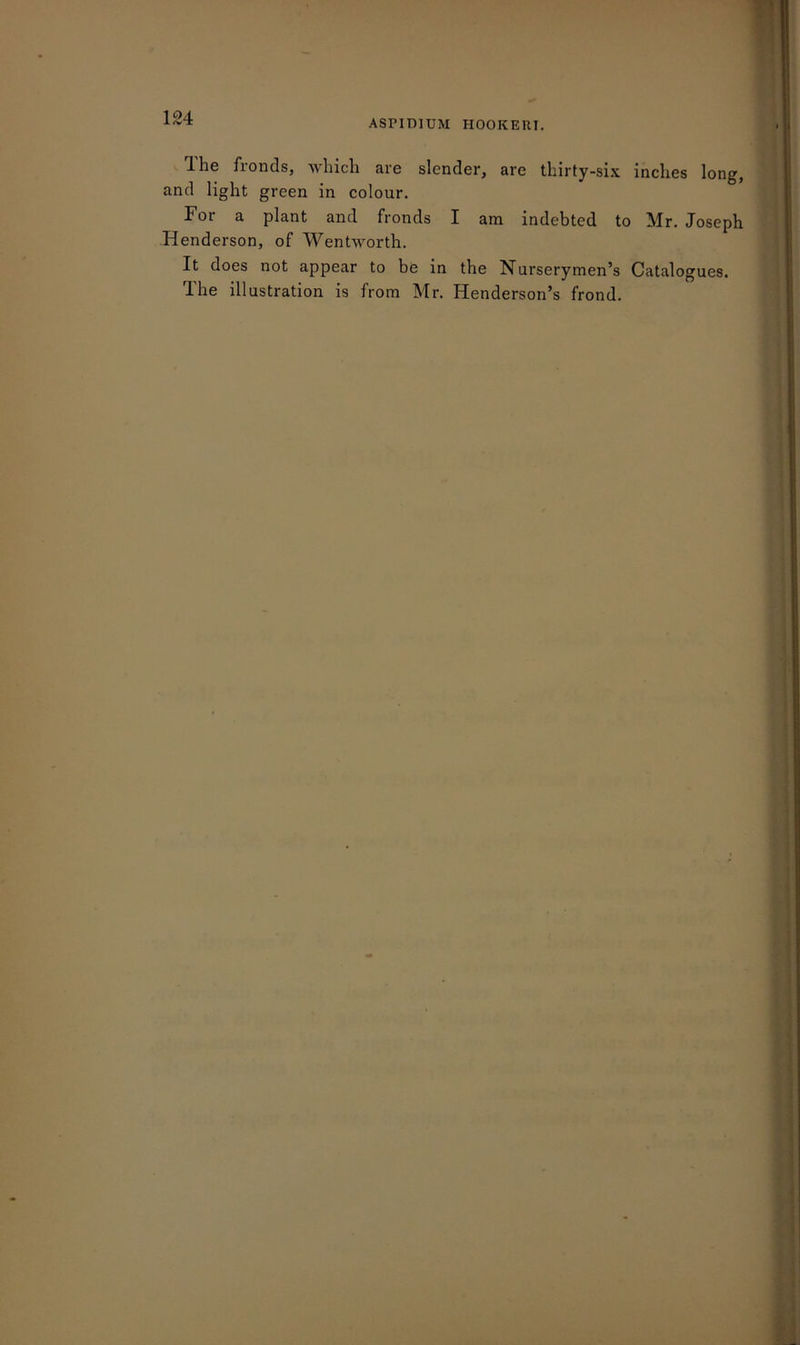 124
ASPIDIUM HOOKERI.
The fronds, which are slender, are thirty-six inches long,
and light green in colour.
For a plant and fronds I am indebted to Mr. Joseph
Henderson, of Wentworth.
It does not appear to be in the Nurserymen's Catalogues.
The illustration is from Mr. Henderson's frond.